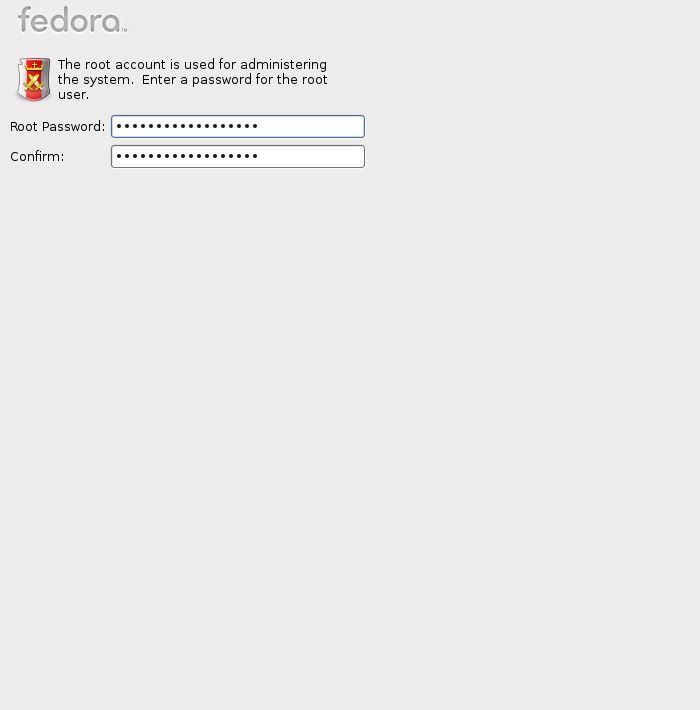 fedora™
The root account is used for administering
the system.  Enter a password for the root
user.
Root Password: ••••••••••••••••••
Confirm: ••••••••••••••••••